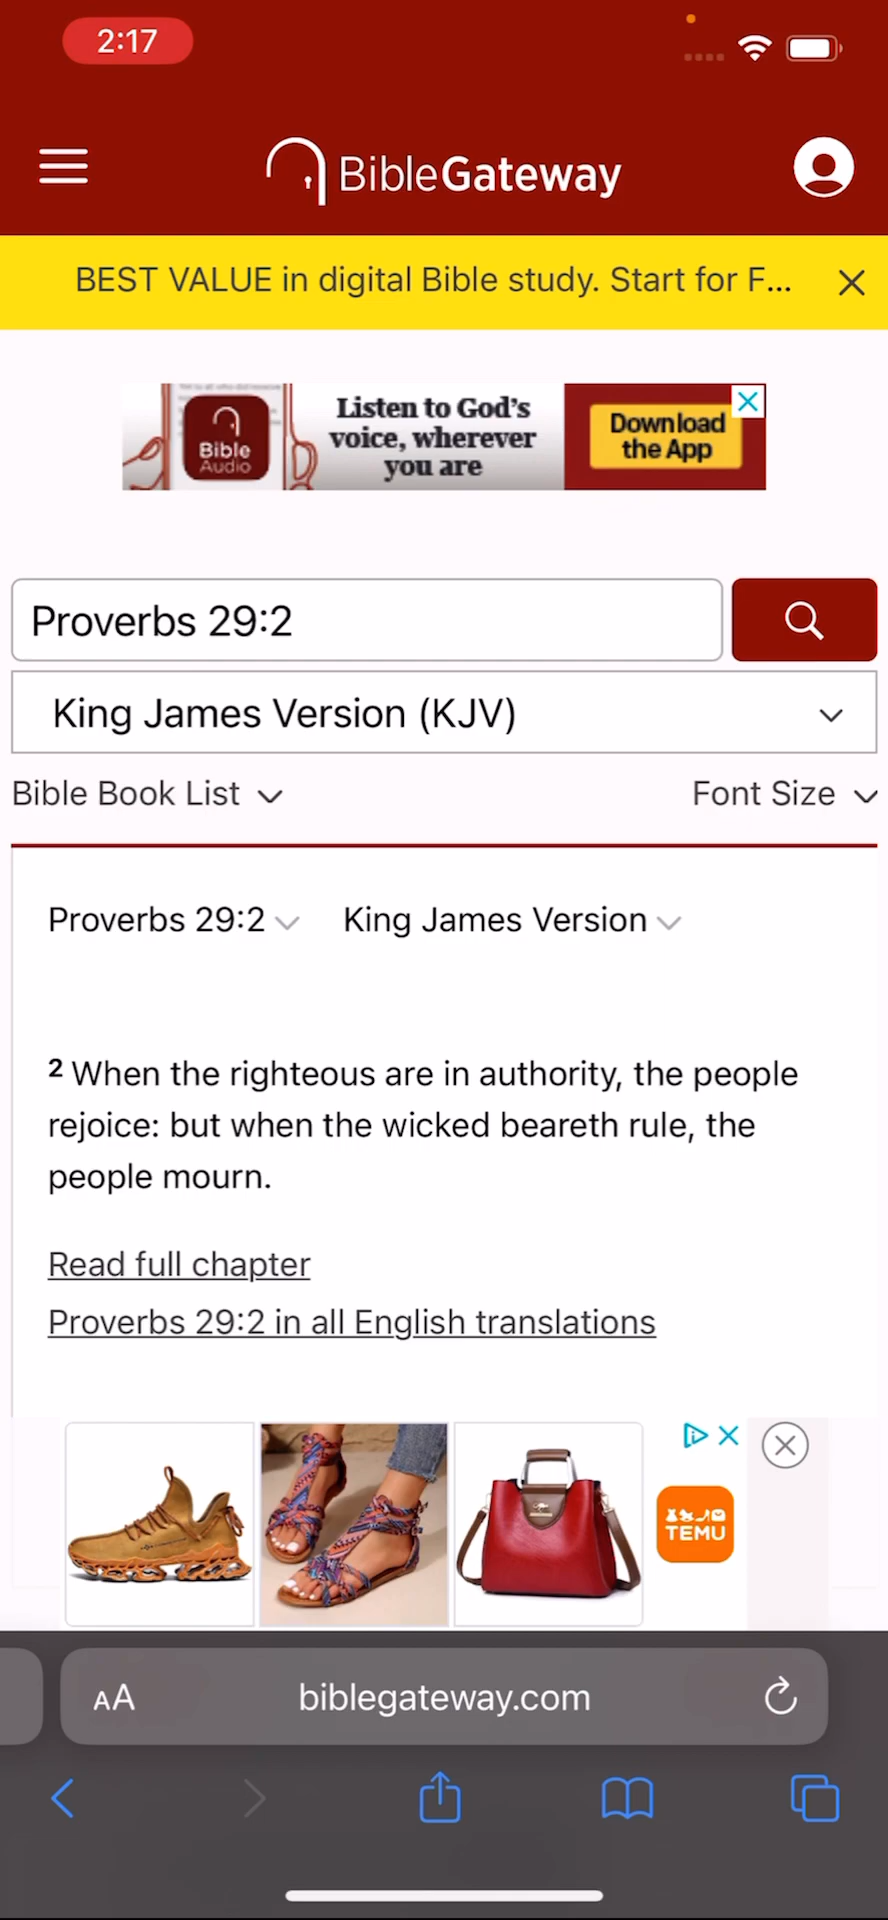 2:17
BibleGateway
BEST VALUE in digital Bible study. Start for F...
Bible
Audio
Listen to God's
voice, wherever
you are
Download
the App
Proverbs 29:2
King James Version (KJV)
Bible Book List
Font Size
Proverbs 29:2
King James Version
2 When the righteous are in authority, the people
rejoice: but when the wicked beareth rule, the
people mourn.
Read full chapter
Proverbs 29:2 in all English translations
TEMU
AA
biblegateway.com